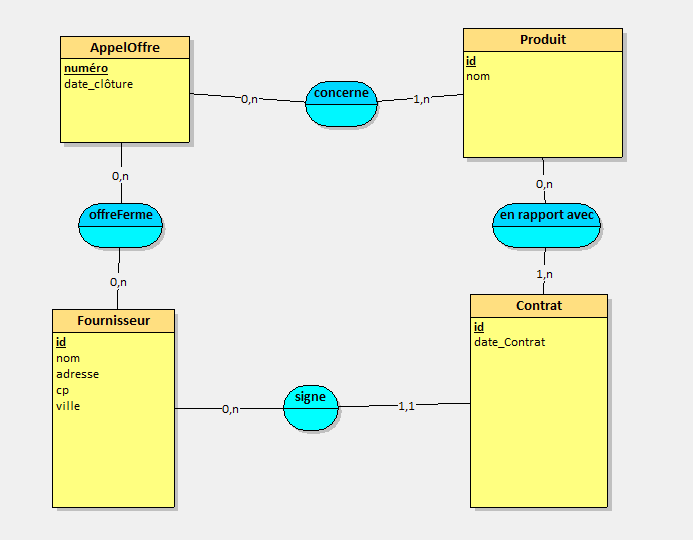 AppelOffre
numéro
date_clôture
0,n
concerne
1,n
Produit
id
nom
0,n
offreFerme
0,n
0,n
en rapport avec
1,n
Fournisseur
id
nom
adresse
cp
ville
0,n
signe
1,1
Contrat
id
date_Contrat